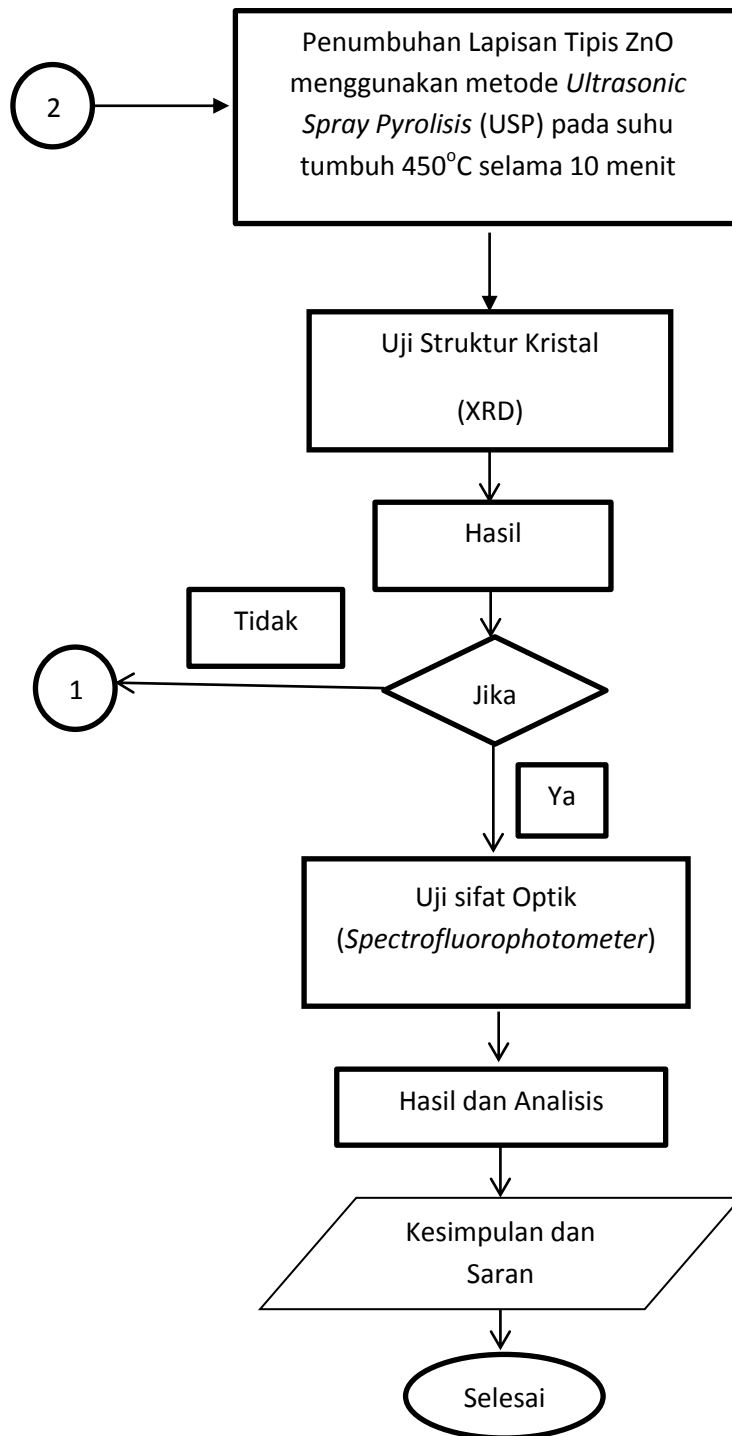 Penumbuhan Lapisan Tipis ZnO
menggunakan metode Ultrasonic
Spray Pyrolisis (USP) pada suhu
tumbuh 450°C selama 10 menit
2
Uji Struktur Kristal
(XRD)
Hasil
Tidak
1
Jika
Ya
Uji sifat Optik
(Spectrofluorophotometer)
Hasil dan Analisis
Kesimpulan dan
Saran
Selesai